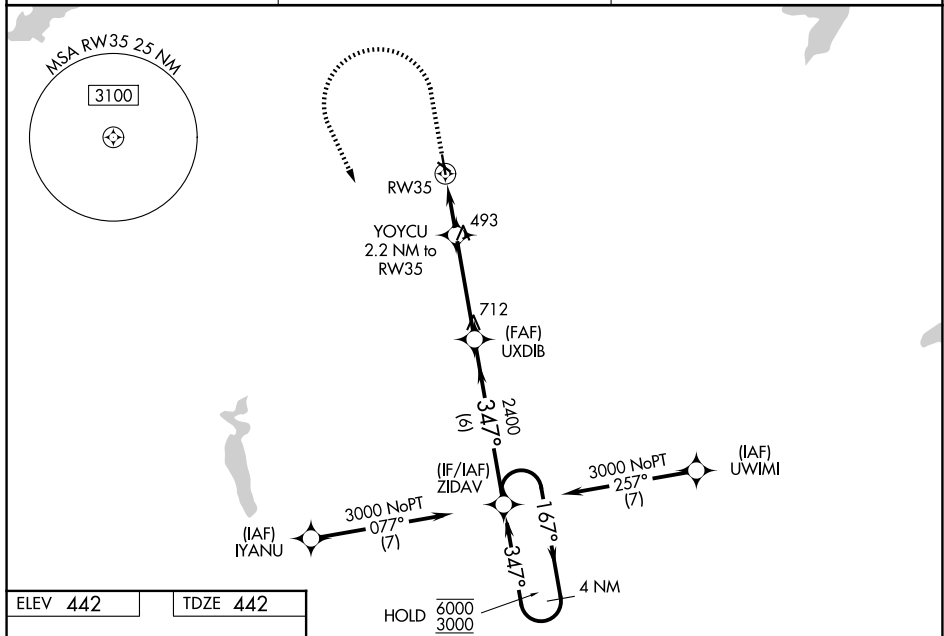 MSA RW35 25 NM
3100
RW35
YOYCU
2.2 NM to
RW35
493
712
(FAF)
UXDIB
2400
347°
(6)
(IF/IAF)
ZIDAV
3000 NoPT
257°
(7)
(IAF)
UWIMI
3000 NoPT
077°
(7)
(IAF)
IYANU
167°
347°
4 NM
HOLD
6000
3000
ELEV 442
TDZE 442